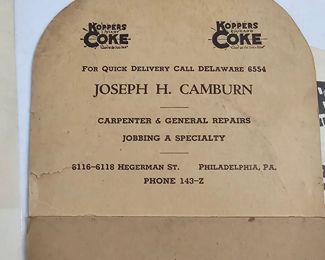 KOPPERS
COKE
KOPPERS
COKE
FOR QUICK DELIVERY CALL DELAWARE 6554
JOSEPH H. CAMBURN
CARPENTER & GENERAL REPAIRS
JOBBING A SPECIALTY
6116-6118 HEGERMAN ST. PHILADELPHIA, PA.
PHONE 143-Z